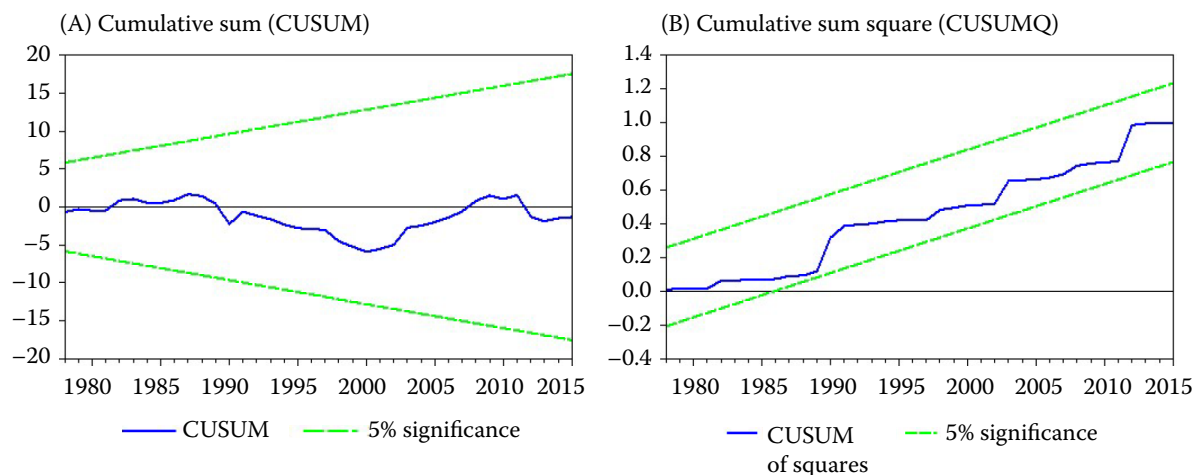 (A) Cumulative sum (CUSUM)
20
15
10
5
0
−5
−10
−15
−20
1980 1985 1990 1995 2000 2005 2010 2015
CUSUM 5% significance
(B) Cumulative sum square (CUSUMQ)
1.4
1.2
1.0
0.8
0.6
0.4
0.2
0.0
−0.2
−0.4
1980 1985 1990 1995 2000 2005 2010 2015
CUSUM 5% significance
of squares